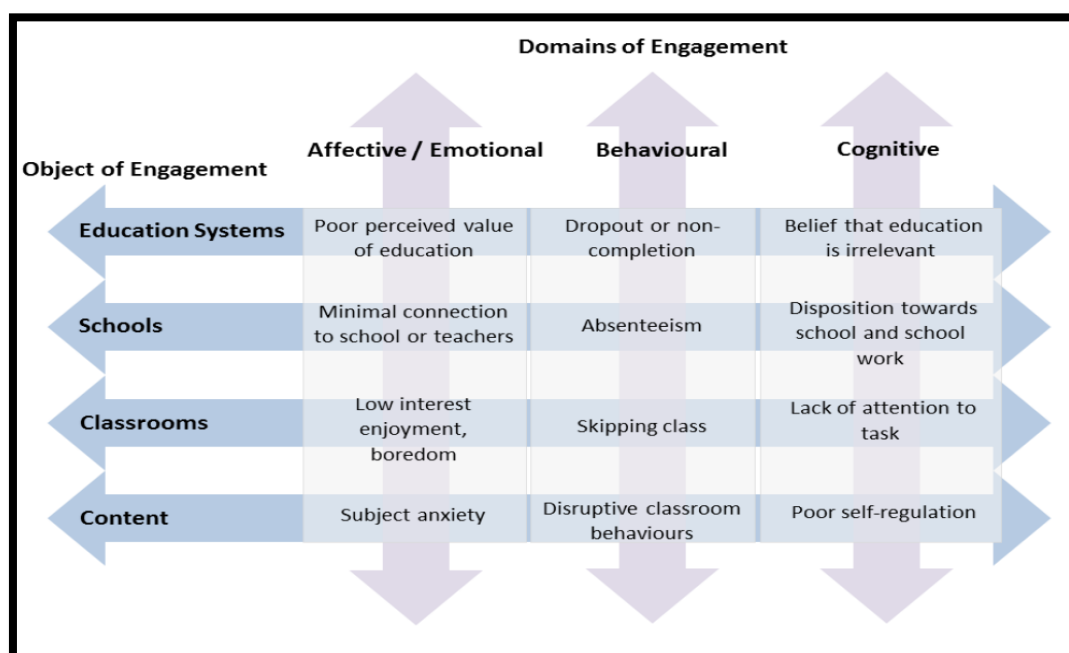 Domains of Engagement
Affective / Emotional
Behavioural
Cognitive
Object of Engagement
Education Systems
Poor perceived value
of education
Dropout or non-
completion
Belief that education
is irrelevant
Schools
Minimal connection
to school or teachers
Absenteeism
Disposition towards
school and school
work
Classrooms
Low interest
enjoyment,
boredom
Skipping class
Lack of attention to
task
Content
Subject anxiety
Disruptive classroom
behaviours
Poor self-regulation